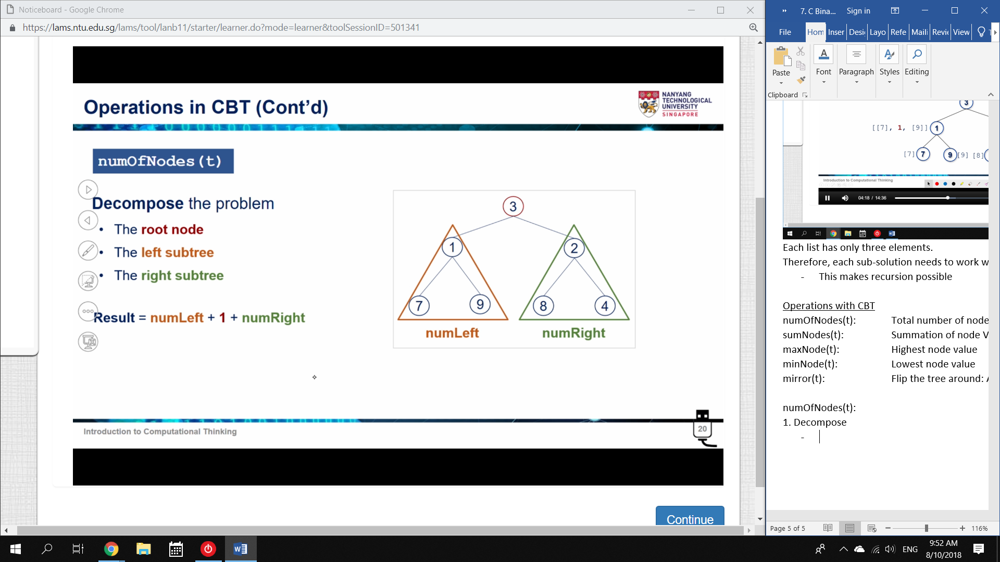 Noticeboard - Google Chrome
https://lams.ntu.edu.sg/lams/tool/lanb11/starter/learner.do?mode=learner&toolSessionID=501341
Operations in CBT (Cont'd)
NANYANG
TECHNOLOGICAL
UNIVERSITY
SINGAPORE
numOfNodes(t)
Decompose the problem
• The root node
• The left subtree
• The right subtree
Result = numLeft + 1 + numRight
3
1
2
7
9
8
4
numLeft
numRight
Introduction to Computational Thinking
20
Continue
7. C Bina...
Sign in
File
Hom
Inser
Desi
Layo
Refe
Maili
Revie
View
Paste
Font
Paragraph
Styles
Editing
Clipboard
3
[[7], 1, [9]] 1
[7] 7
9 [9] [8]
Introduction to Computational Thinking
04:18 / 14:36
Each list has only three elements.
Therefore, each sub-solution needs to work w
- This makes recursion possible
Operations with CBT
numOfNodes(t): Total number of node
sumNodes(t): Summation of node V
maxNode(t): Highest node value
minNode(t): Lowest node value
mirror(t): Flip the tree around: A
numOfNodes(t):
1. Decompose
-
Page 5 of 5
116%
ENG
9:52 AM
8/10/2018